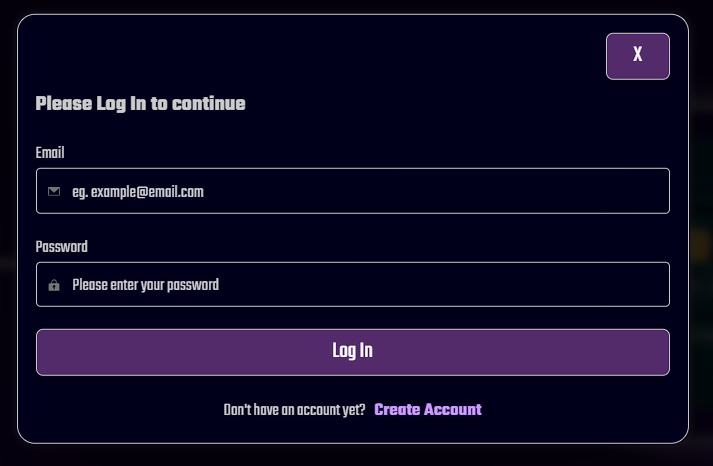 X
Please Log In to continue
Email
eg. example@email.com
Password
Please enter your password
Log In
Don't have an account yet? Create Account